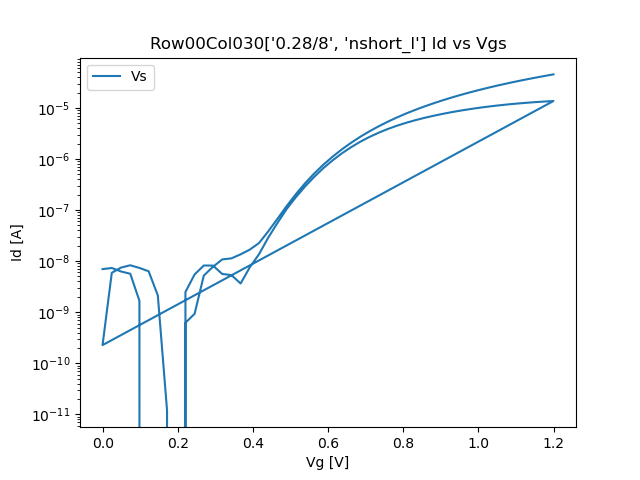 Row00Col030['0.28/8', 'nshort_l'] Id vs Vgs
Vs
Id [A]
10⁻⁵
10⁻⁶
10⁻⁷
10⁻⁸
10⁻⁹
10⁻¹⁰
10⁻¹¹
0.0 0.2 0.4 0.6 0.8 1.0 1.2
Vg [V]